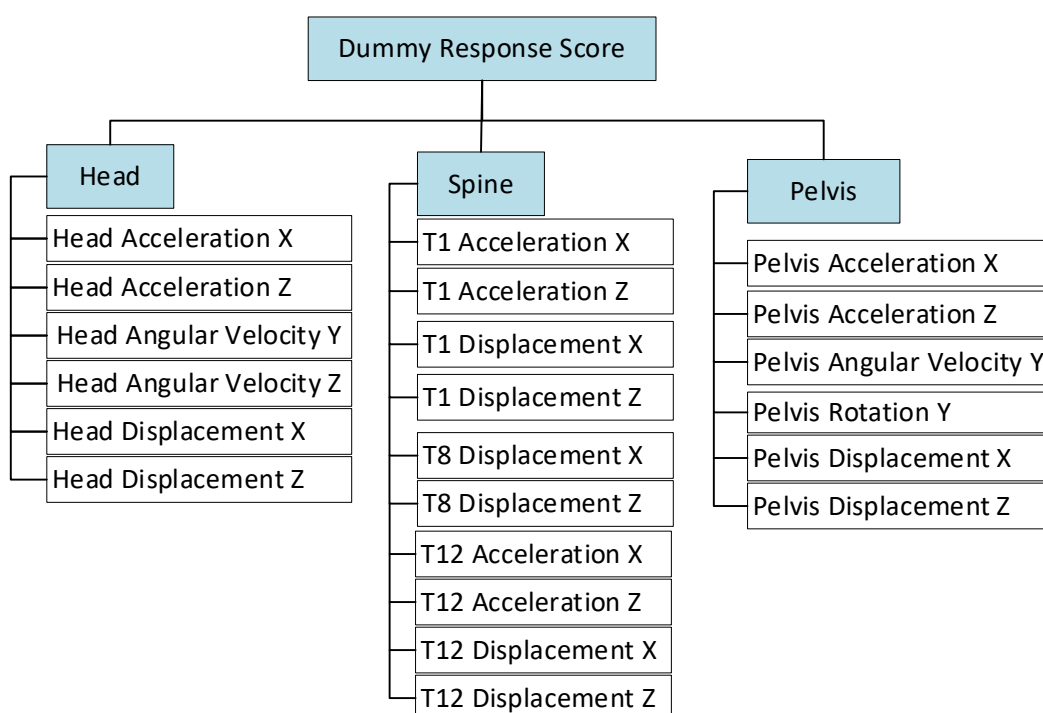 Dummy Response Score
Head
Head Acceleration X
Head Acceleration Z
Head Angular Velocity Y
Head Angular Velocity Z
Head Displacement X
Head Displacement Z
Spine
T1 Acceleration X
T1 Acceleration Z
T1 Displacement X
T1 Displacement Z
T8 Displacement X
T8 Displacement Z
T12 Acceleration X
T12 Acceleration Z
T12 Displacement X
T12 Displacement Z
Pelvis
Pelvis Acceleration X
Pelvis Acceleration Z
Pelvis Angular Velocity Y
Pelvis Rotation Y
Pelvis Displacement X
Pelvis Displacement Z